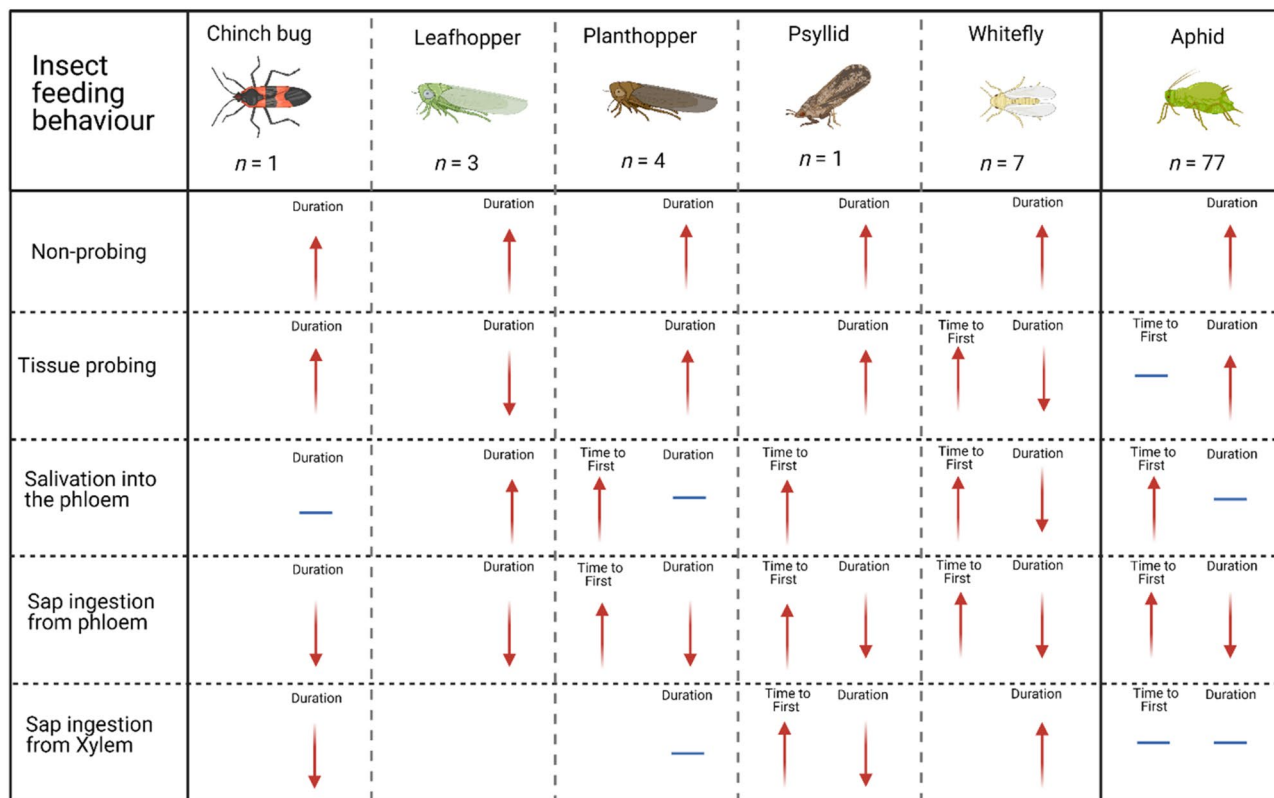 Insect
feeding
behaviour
Chinch bug
n = 1
Leafhopper
n = 3
Planthopper
n = 4
Psyllid
n = 1
Whitefly
n = 7
Aphid
n = 77
Non-probing
Duration
Duration
Duration
Duration
Duration
Duration
Tissue probing
Duration
Duration
Duration
Duration
Time to
First
Duration
Time to
First
Duration
Salivation into
the phloem
Duration
Duration
Time to
First
Duration
Time to
First
Time to
First
Duration
Time to
First
Duration
Sap ingestion
from phloem
Duration
Duration
Time to
First
Duration
Time to
First
Duration
Time to
First
Duration
Time to
First
Duration
Sap ingestion
from Xylem
Duration
Duration
Time to
First
Duration
Duration
Time to
First
Duration